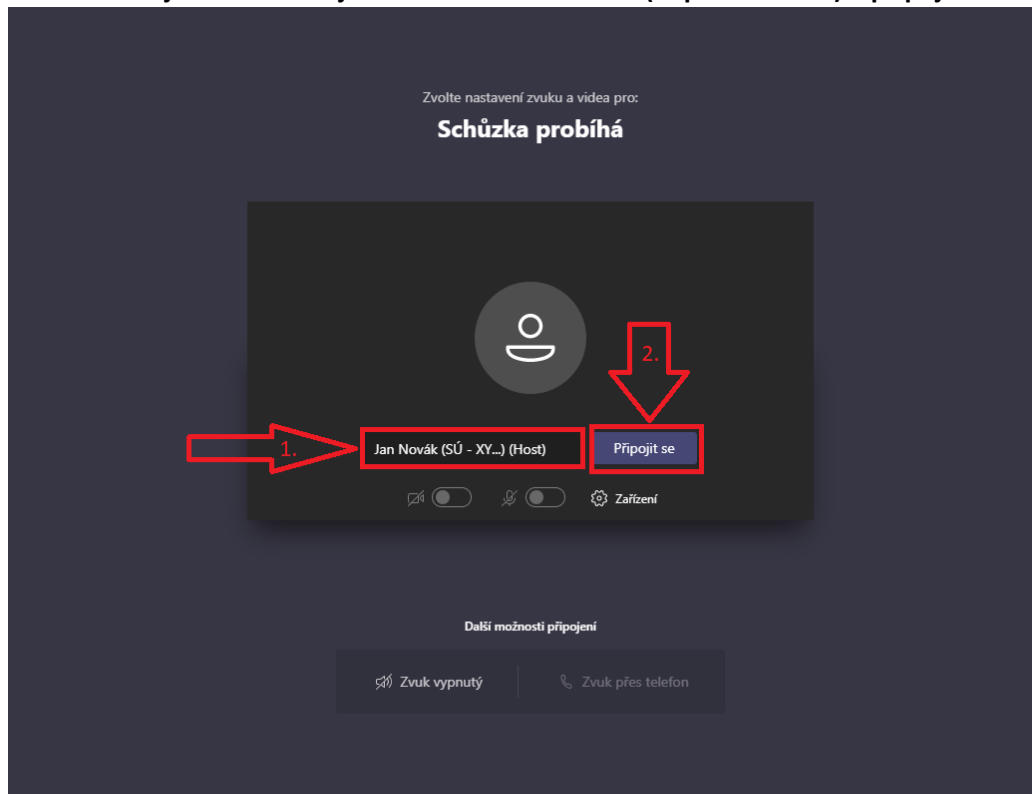 Zvolte nastavení zvuku a videa pro:
Schůzka probíhá
2.
1.
Jan Novák (SÚ - XY...) (Host)
Připojit se
Zařízení
Další možnosti připojení
Zvuk vypnutý
Zvuk přes telefon